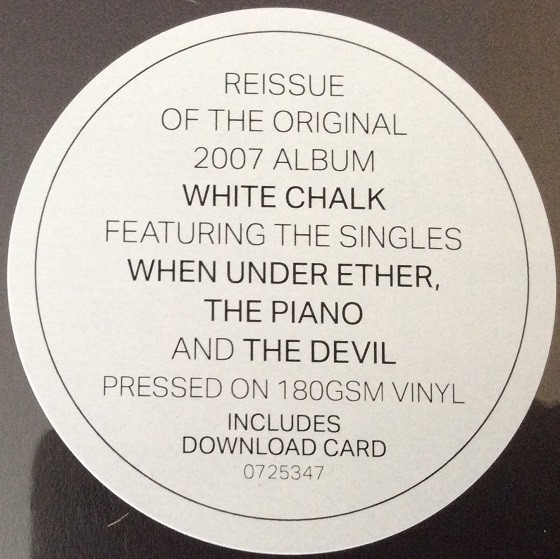 REISSUE
OF THE ORIGINAL
2007 ALBUM
WHITE CHALK
FEATURING THE SINGLES
WHEN UNDER ETHER,
THE PIANO
AND THE DEVIL
PRESSED ON 180GSM VINYL
INCLUDES
DOWNLOAD CARD
0725347